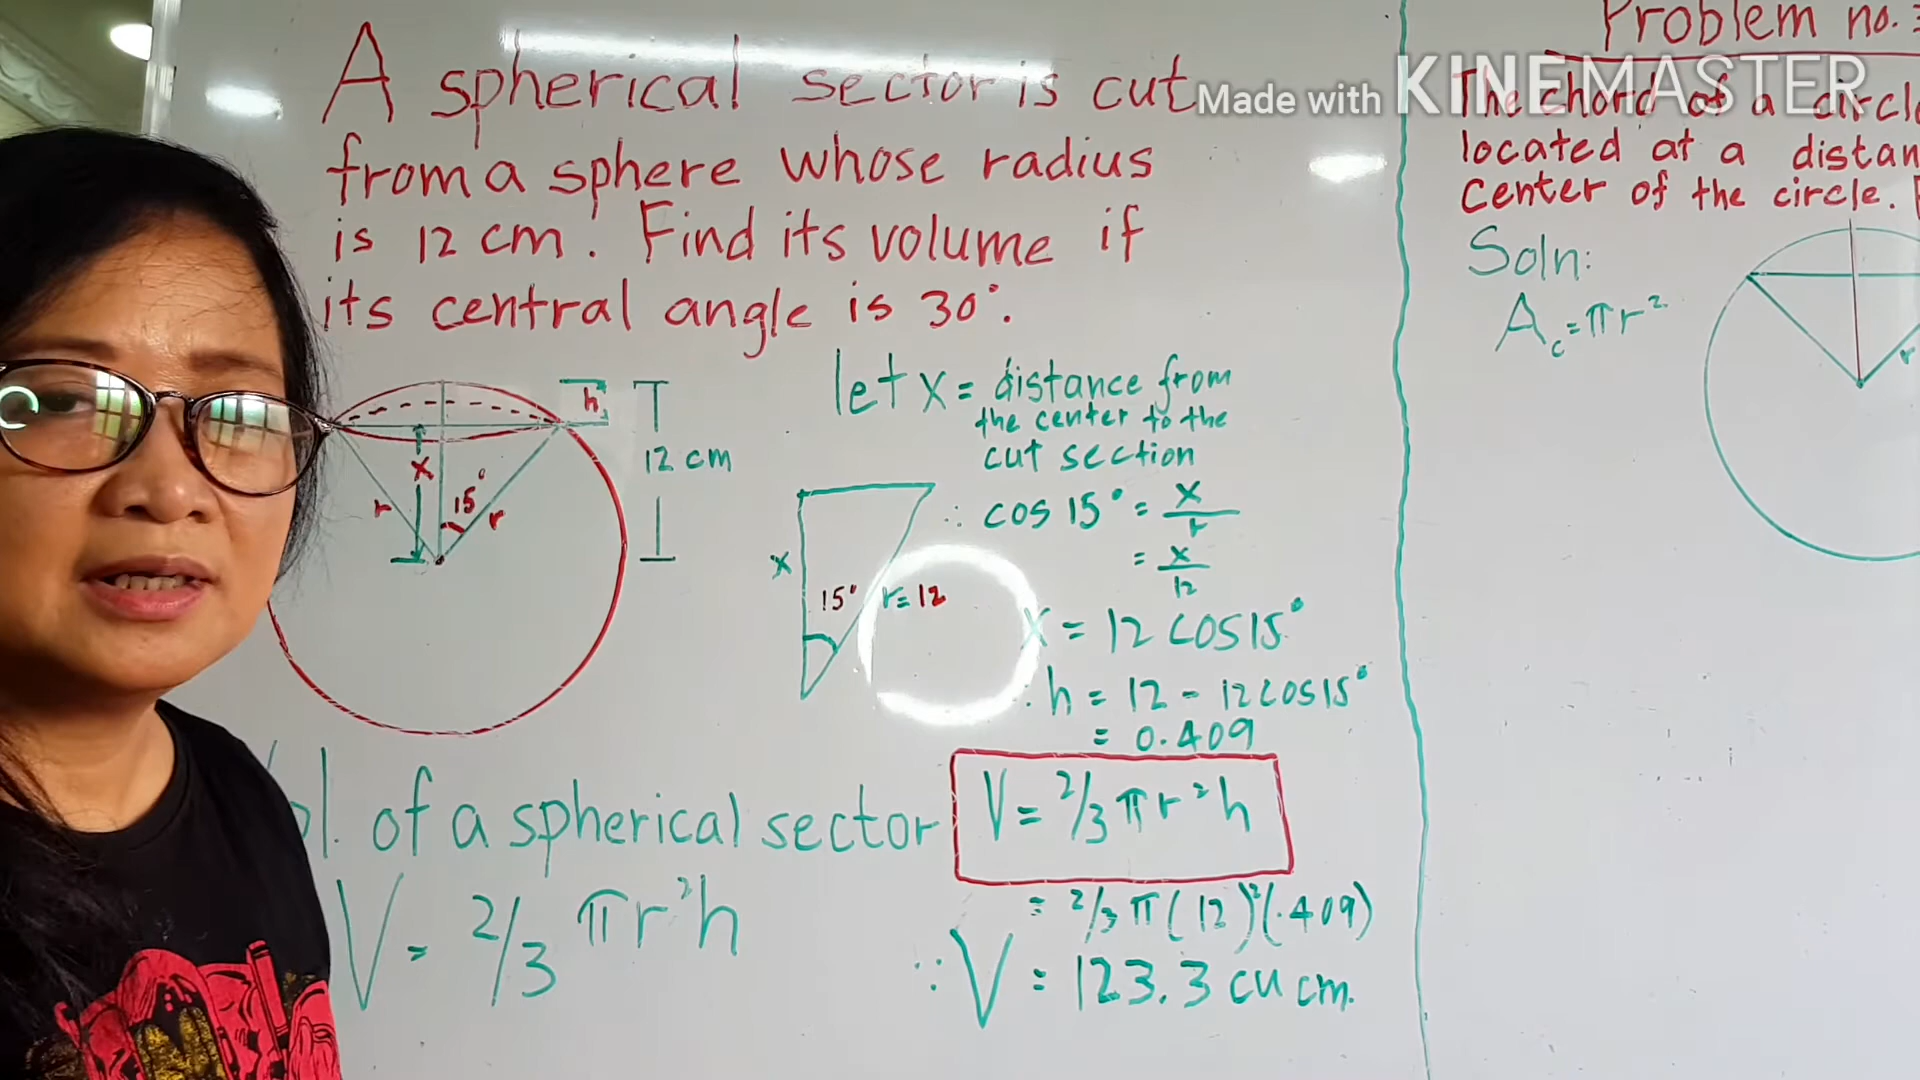 A spherical sector is cut
from a sphere whose radius
is 12 cm. Find its volume if
its central angle is 30°.
h
12 cm
x
15°
r
r
let x = distance from
the center to the
cut section
x
15°
r = 12
∴ cos 15° = x/r
= x/12
x = 12 cos 15°
∴ h = 12 - 12 cos 15°
= 0.409
of a spherical sector
V = 2/3 πr²h
V = 2/3 πr²h
= 2/3 π(12)²(.409)
∴ V = 123.3 cu cm.
Made with KINEMASTER
Problem no.
The chord of a
located at a
center of the circle.
Soln:
A_c = πr²
r